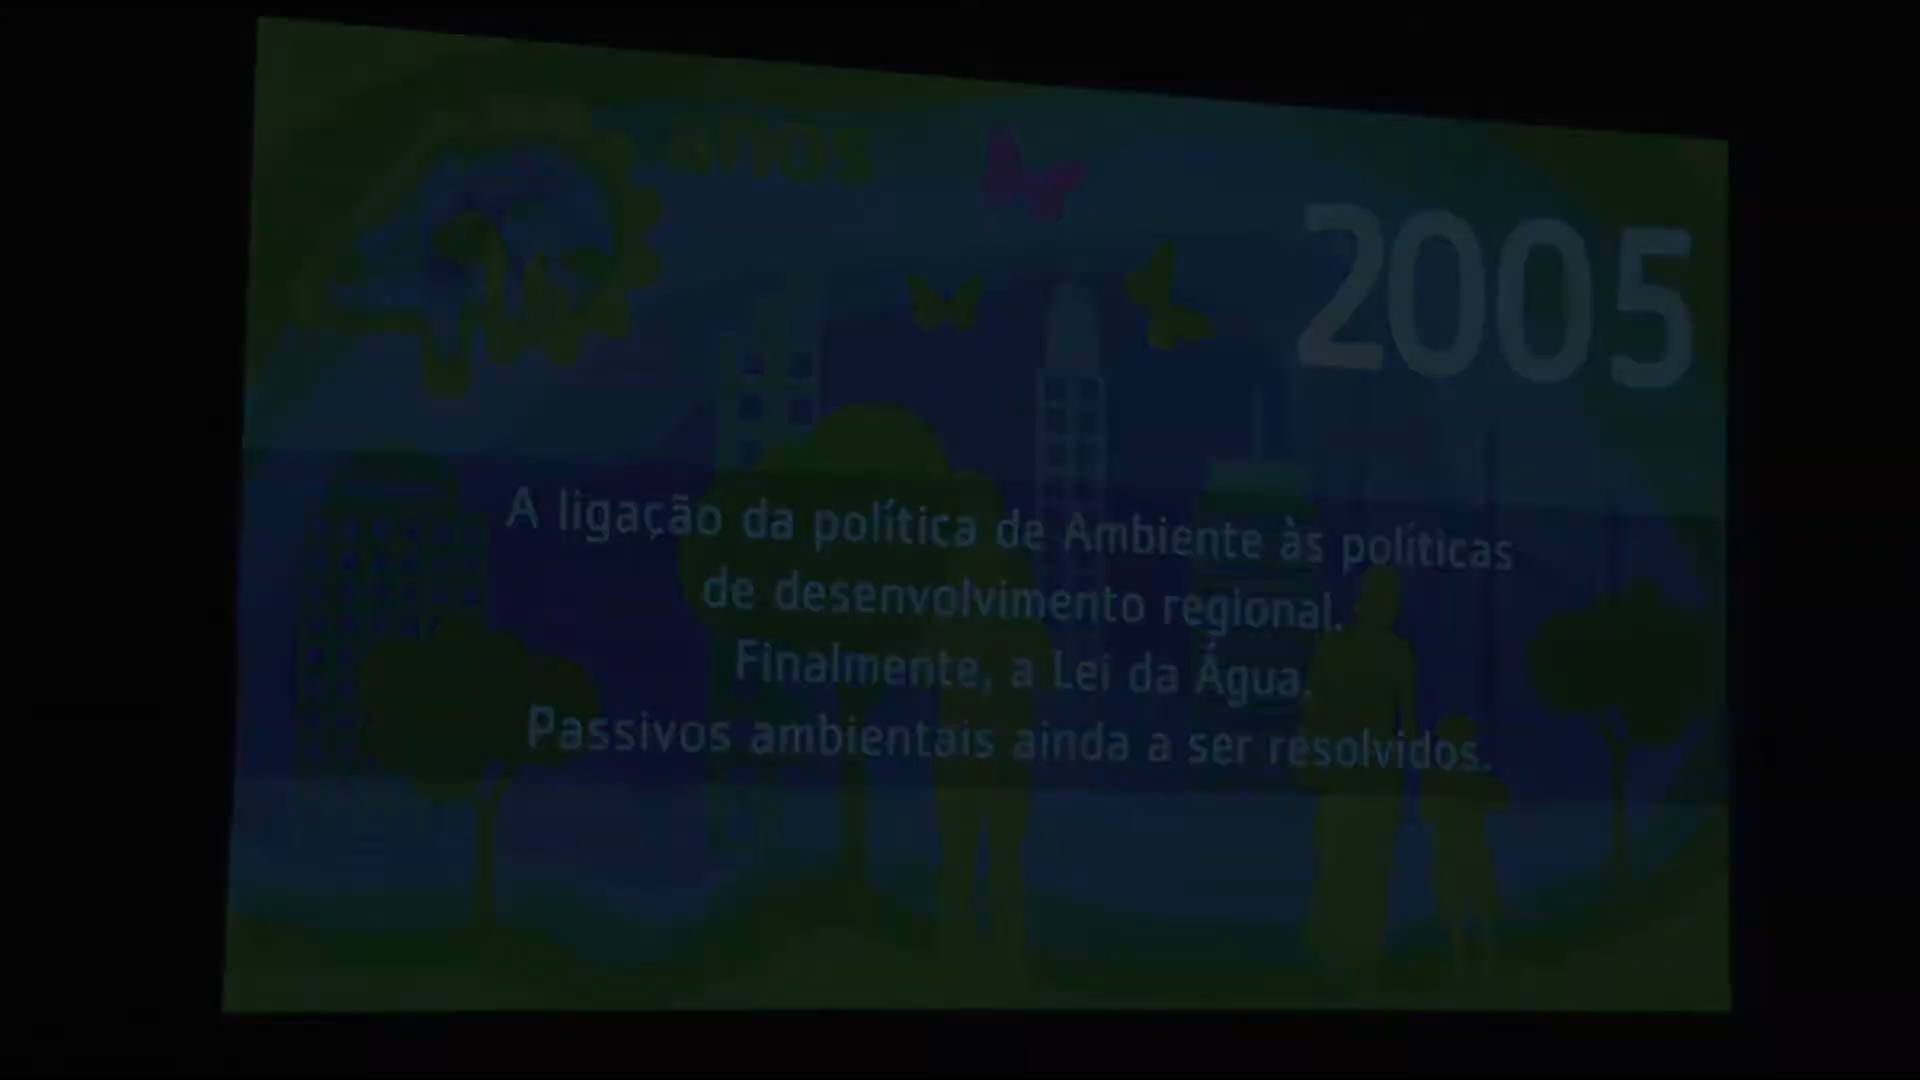 anos
2005
A ligação da política de Ambiente às políticas
de desenvolvimento regional.
Finalmente, a Lei da Água.
Passivos ambientais ainda a ser resolvidos.